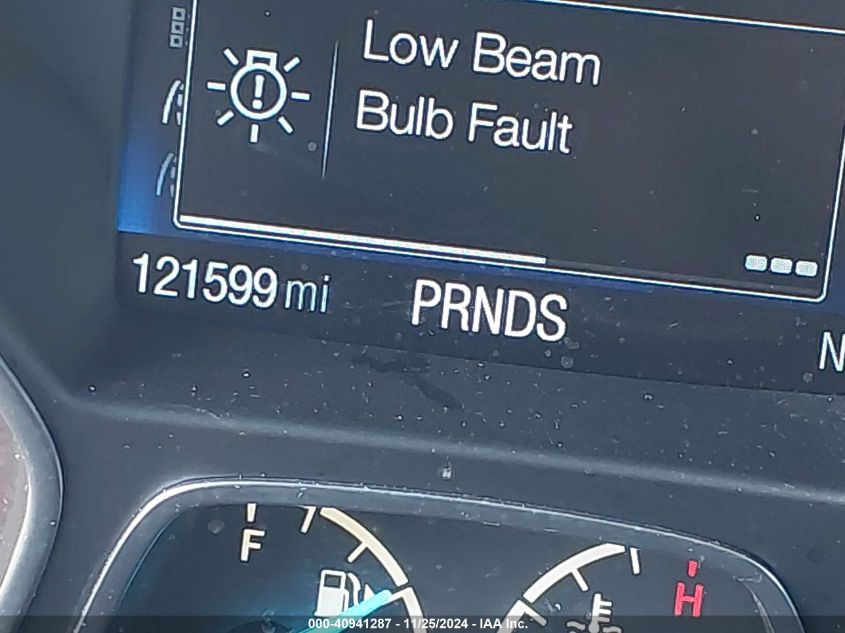 Low Beam
Bulb Fault
121599 mi
PRNDS
N
F
H
000-40941287 - 11/25/2024 - IAA Inc.